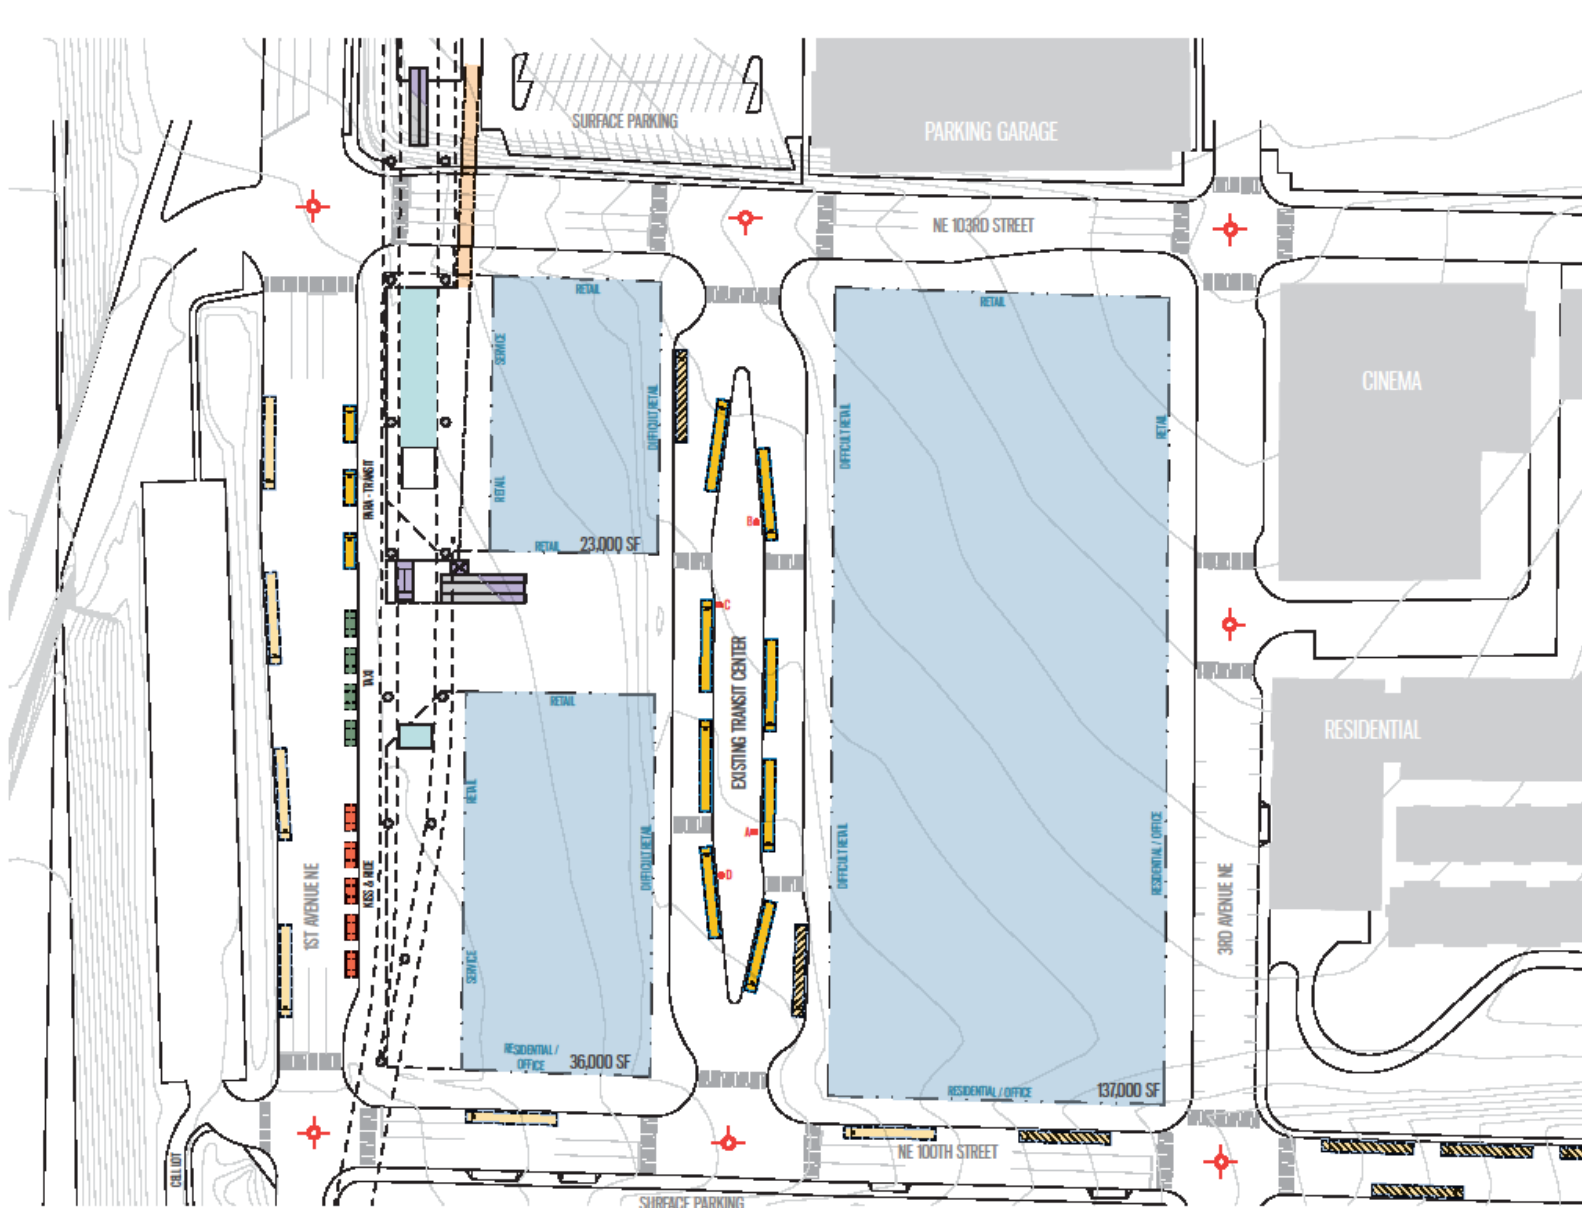 SURFACE PARKING
PARKING GARAGE
NE 103RD STREET
RETAIL
RETAIL
SERVICE
DIFFICULT RETAIL
RETAIL
RETAIL
23,000 SF
DIFFICULT RETAIL
RETAIL
CINEMA
PARA - TRANSIT
B
C
EXISTING TRANSIT CENTER
A
D
TAXI
KISS & RIDE
1ST AVENUE NE
RETAIL
RETAIL
DIFFICULT RETAIL
SERVICE
RESIDENTIAL /
OFFICE
36,000 SF
DIFFICULT RETAIL
RESIDENTIAL / OFFICE
RESIDENTIAL / OFFICE
137,000 SF
3RD AVENUE NE
RESIDENTIAL
NE 100TH STREET
SURFACE PARKING